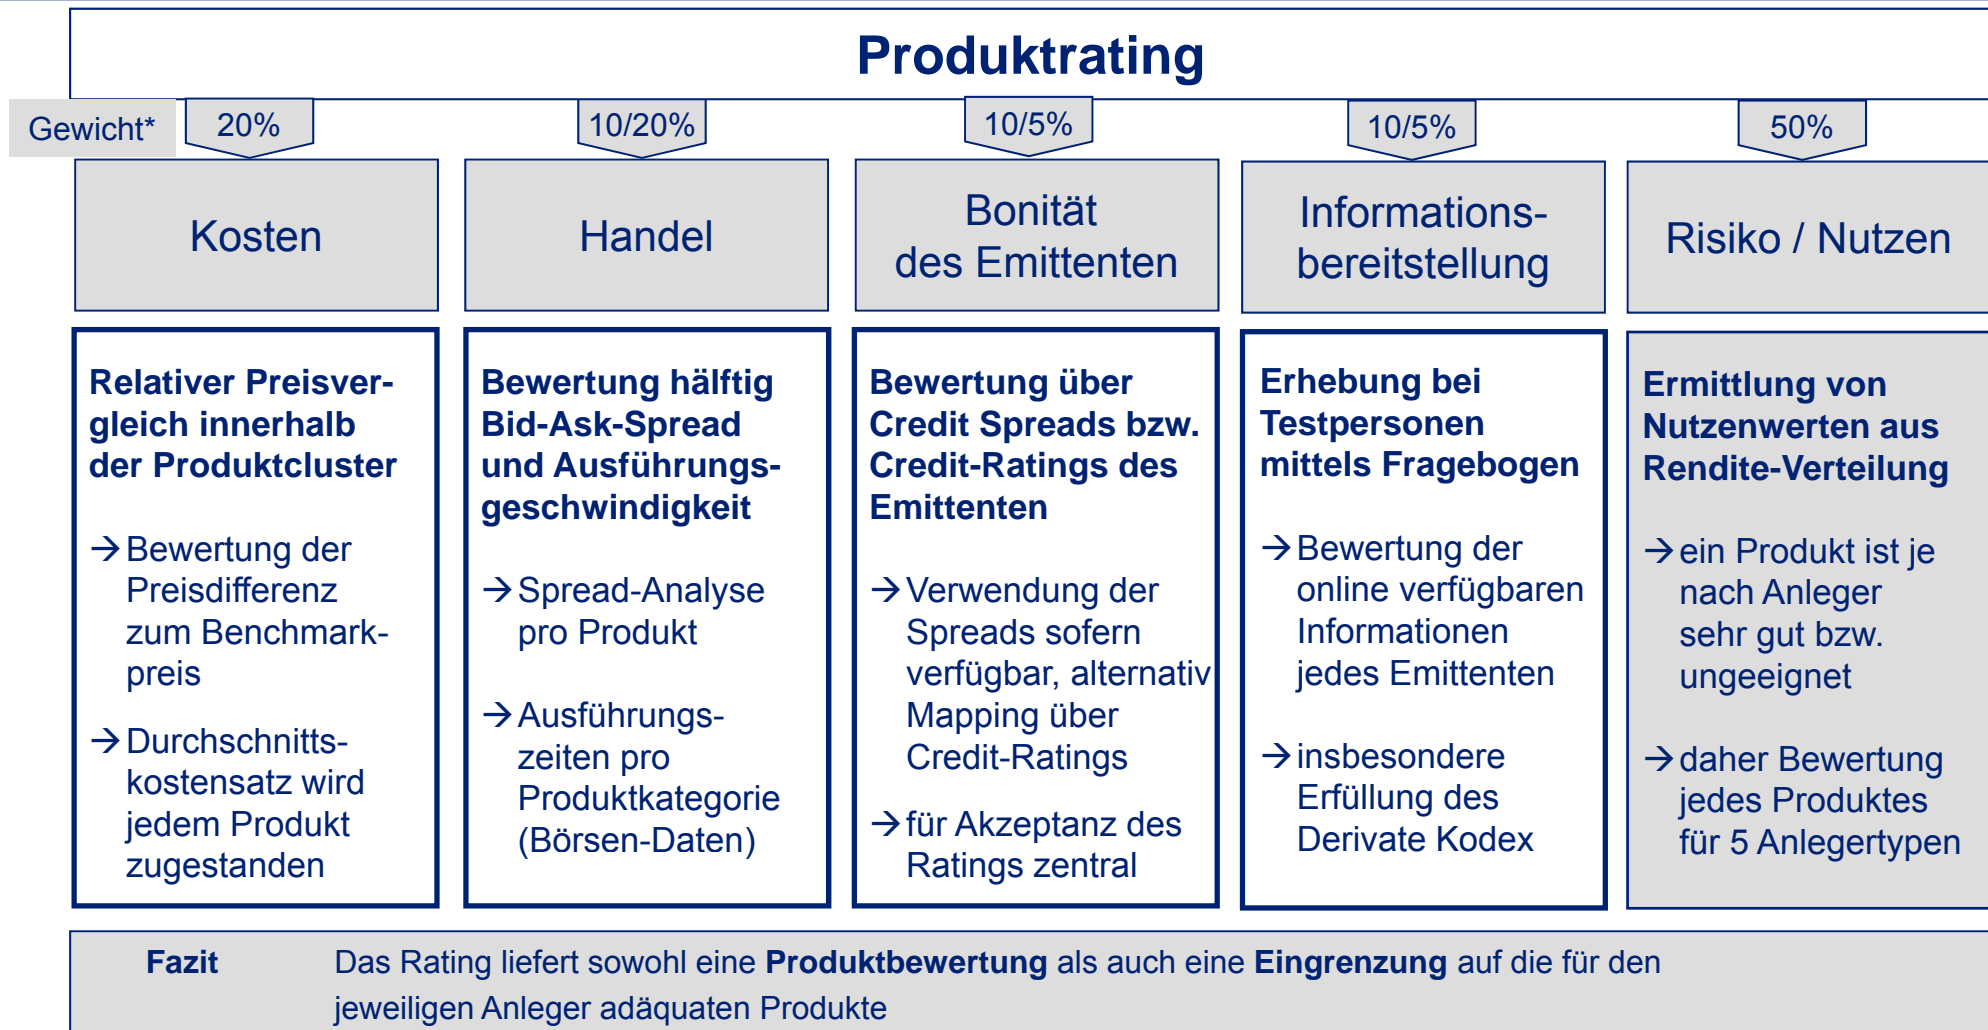 Produktrating
Gewicht*
20%
10/20%
10/5%
10/5%
50%
Kosten
Handel
Bonität
des Emittenten
Informations-
bereitstellung
Risiko / Nutzen
Relativer Preisver-
gleich innerhalb
der Produktcluster
→ Bewertung der
Preisdifferenz
zum Benchmark-
preis
→ Durchschnitts-
kostensatz wird
jedem Produkt
zugestanden
Bewertung hälftig
Bid-Ask-Spread
und Ausführungs-
geschwindigkeit
→ Spread-Analyse
pro Produkt
→ Ausführungs-
zeiten pro
Produktkategorie
(Börsen-Daten)
Bewertung über
Credit Spreads bzw.
Credit-Ratings des
Emittenten
→ Verwendung der
Spreads sofern
verfügbar, alternativ
Mapping über
Credit-Ratings
→ für Akzeptanz des
Ratings zentral
Erhebung bei
Testpersonen
mittels Fragebogen
→ Bewertung der
online verfügbaren
Informationen
jedes Emittenten
→ insbesondere
Erfüllung des
Derivate Kodex
Ermittlung von
Nutzenwerten aus
Rendite-Verteilung
→ ein Produkt ist je
nach Anleger
sehr gut bzw.
ungeeignet
→ daher Bewertung
jedes Produktes
für 5 Anlegertypen
Fazit Das Rating liefert sowohl eine Produktbewertung als auch eine Eingrenzung auf die für den
jeweiligen Anleger adäquaten Produkte